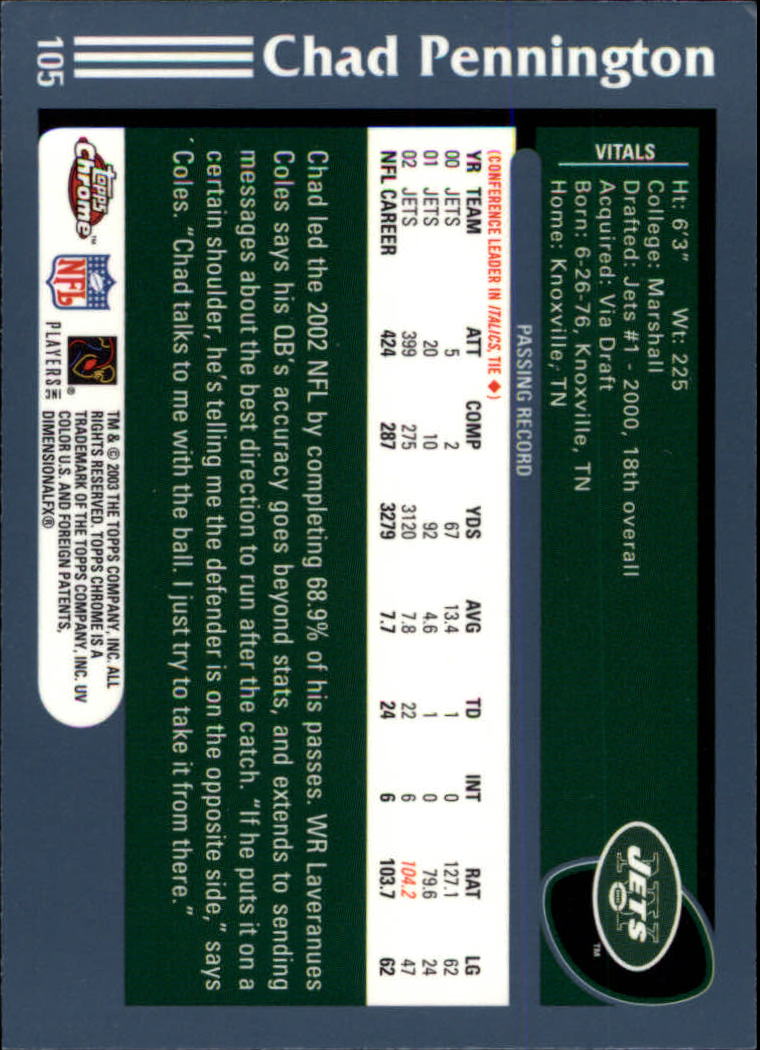 105 Chad Pennington
VITALS
Ht: 6'3" Wt: 225
College: Marshall
Drafted: Jets #1 - 2000, 18th overall
Acquired: Via Draft
Born: 6-26-76, Knoxville, TN
Home: Knoxville, TN
NY
JETS
TM
PASSING RECORD
(CONFERENCE LEADER IN ITALICS, TIE ♦)
YR TEAM ATT COMP YDS AVG TD INT RAT LG
00 JETS 5 2 67 13.4 1 0 127.1 62
01 JETS 20 10 92 4.6 1 0 79.6 24
02 JETS 399 275 3120 7.8 22 6 104.2 47
NFL CAREER 424 287 3279 7.7 24 6 103.7 62
Chad led the 2002 NFL by completing 68.9% of his passes. WR Laveranues
Coles says his QB's accuracy goes beyond stats, and extends to sending
messages about the best direction to run after the catch. "If he puts it on a
certain shoulder, he's telling me the defender is on the opposite side," says
Coles. "Chad talks to me with the ball. I just try to take it from there."
Topps
Chrome™
NFL
PLAYERS INC
®
TM & © 2003 THE TOPPS COMPANY, INC. ALL
RIGHTS RESERVED. TOPPS CHROME IS A
TRADEMARK OF THE TOPPS COMPANY, INC. UV
COLOR U.S. AND FOREIGN PATENTS,
DIMENSIONALFX®